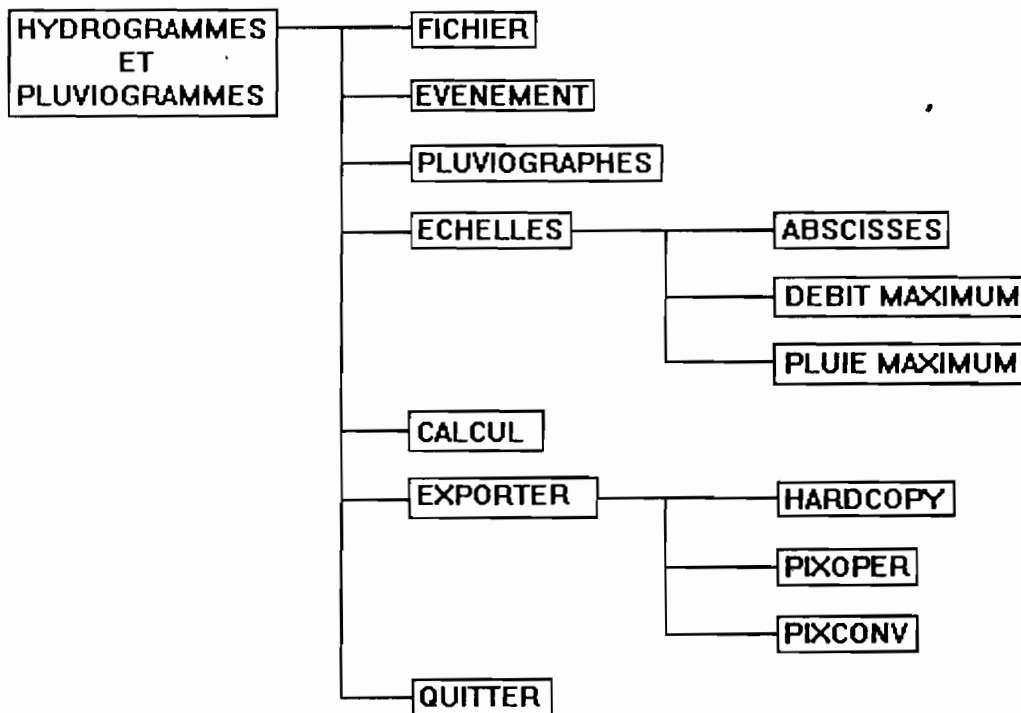 HYDROGRAMMES
ET
PLUVIOGRAMMES
FICHIER
EVENEMENT
PLUVIOGRAPHES
ECHELLES
ABSCISSES
DEBIT MAXIMUM
PLUIE MAXIMUM
CALCUL
EXPORTER
HARDCOPY
PIXOPER
PIXCONV
QUITTER